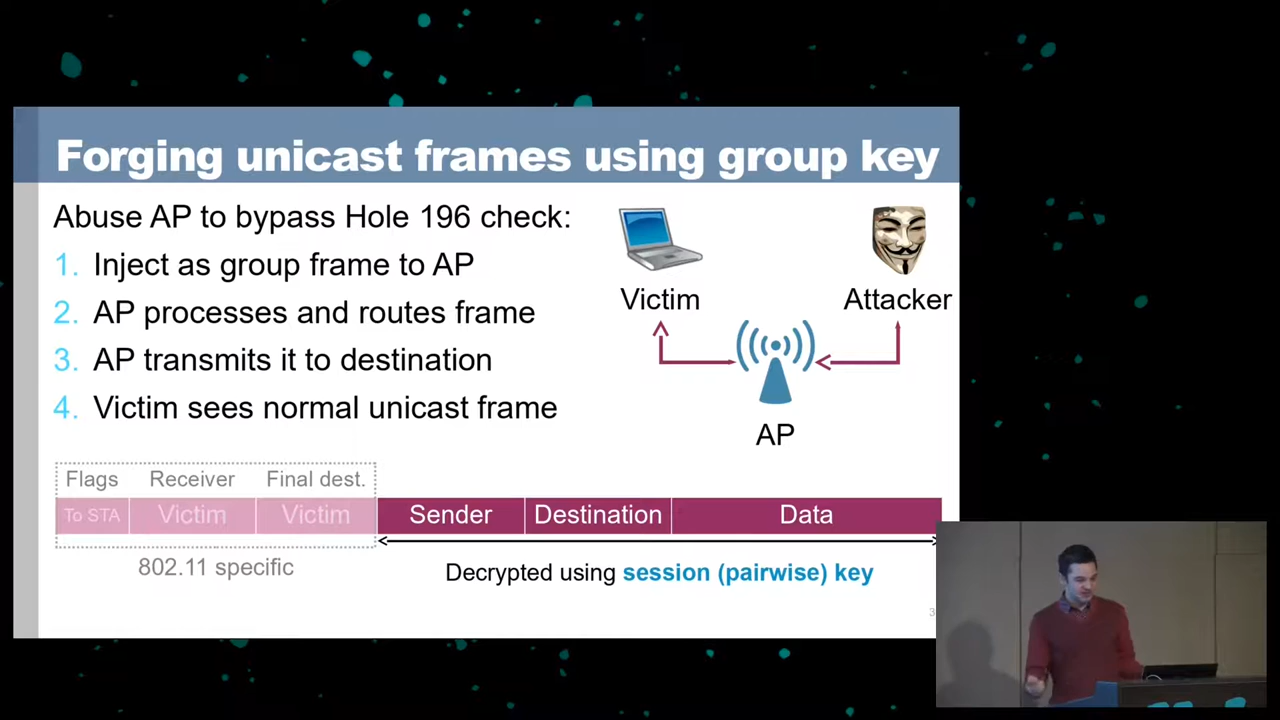 Forging unicast frames using group key
Abuse AP to bypass Hole 196 check:
1. Inject as group frame to AP
2. AP processes and routes frame
3. AP transmits it to destination
4. Victim sees normal unicast frame
Victim
Attacker
AP
Flags Receiver Final dest.
To STA Victim Victim Sender Destination Data
802.11 specific
Decrypted using session (pairwise) key